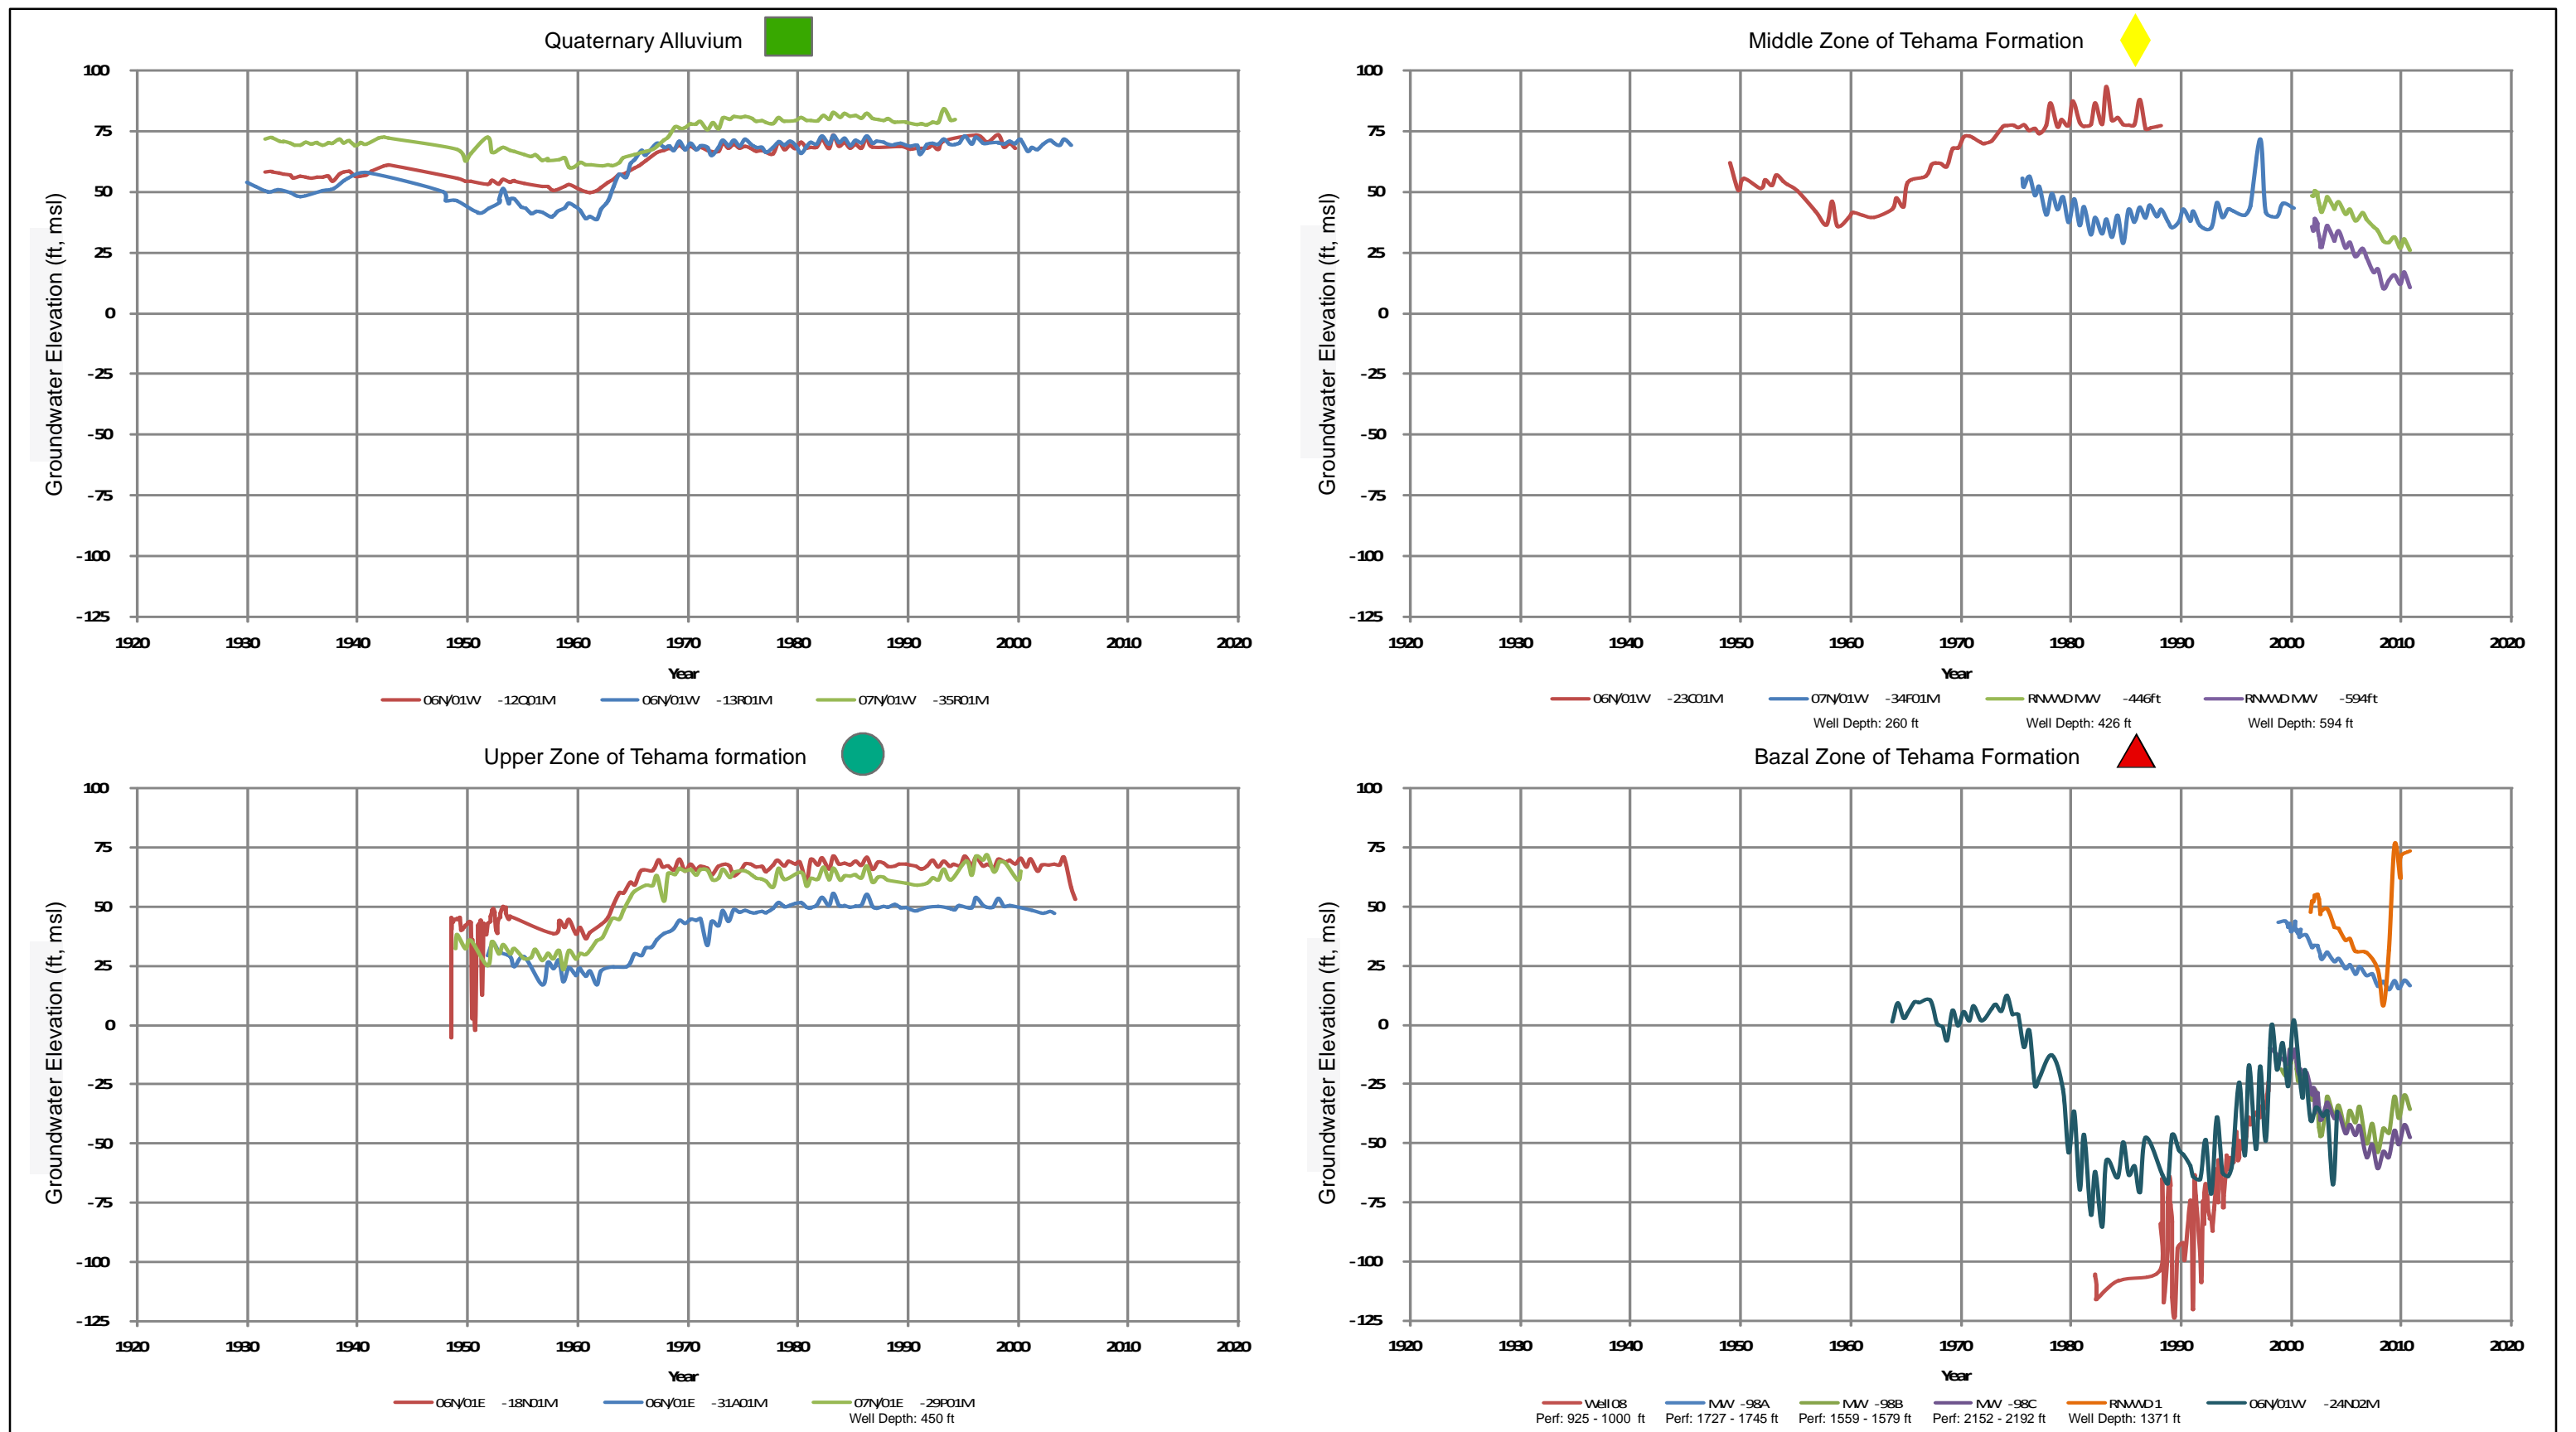 Quaternary Alluvium
100
75
50
25
0
-25
-50
-75
-100
-125
Groundwater Elevation (ft, msl)
1920 1930 1940 1950 1960 1970 1980 1990 2000 2010 2020
Year
06N/01W -12Q01M 06N/01W -13R01M 07N/01W -35R01M
Middle Zone of Tehama Formation
100
75
50
25
0
-25
-50
-75
-100
-125
Groundwater Elevation (ft, msl)
1920 1930 1940 1950 1960 1970 1980 1990 2000 2010 2020
Year
06N/01W -23C01M 07N/01W -34F01M RNVWD MW -446ft RNVWD MW -594ft
Well Depth: 260 ft Well Depth: 426 ft Well Depth: 594 ft
Upper Zone of Tehama formation
100
75
50
25
0
-25
-50
-75
-100
-125
Groundwater Elevation (ft, msl)
1920 1930 1940 1950 1960 1970 1980 1990 2000 2010 2020
Year
06N/01E -18N01M 06N/01E -31A01M 07N/01E -29P01M
Well Depth: 450 ft
Bazal Zone of Tehama Formation
100
75
50
25
0
-25
-50
-75
-100
-125
Groundwater Elevation (ft, msl)
1920 1930 1940 1950 1960 1970 1980 1990 2000 2010 2020
Year
Well 08 MW -98A MW -98B MW -98C RNVWD 1 06N/01W -24N02M
Perf: 925 - 1000 ft Perf: 1727 - 1745 ft Perf: 1559 - 1579 ft Perf: 2152 - 2192 ft Well Depth: 1371 ft